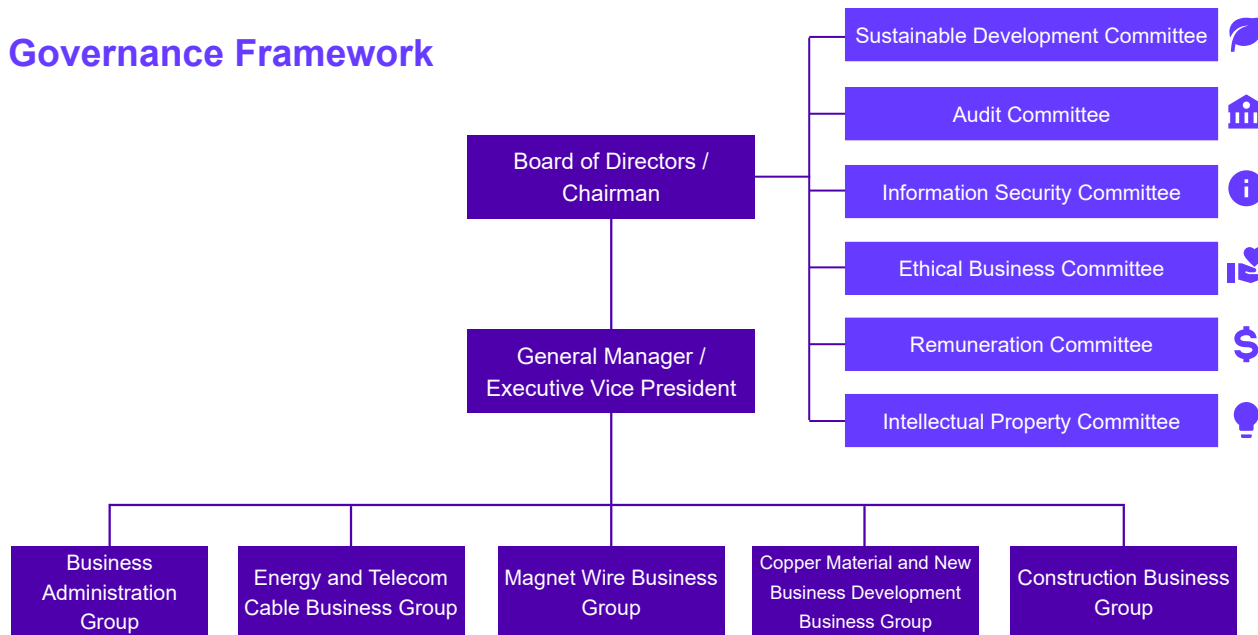 Governance Framework
Sustainable Development Committee
Audit Committee
Board of Directors /
Chairman
Information Security Committee
Ethical Business Committee
General Manager /
Executive Vice President
Remuneration Committee
Intellectual Property Committee
Business
Administration
Group
Energy and Telecom
Cable Business Group
Magnet Wire Business
Group
Copper Material and New
Business Development
Business Group
Construction Business
Group